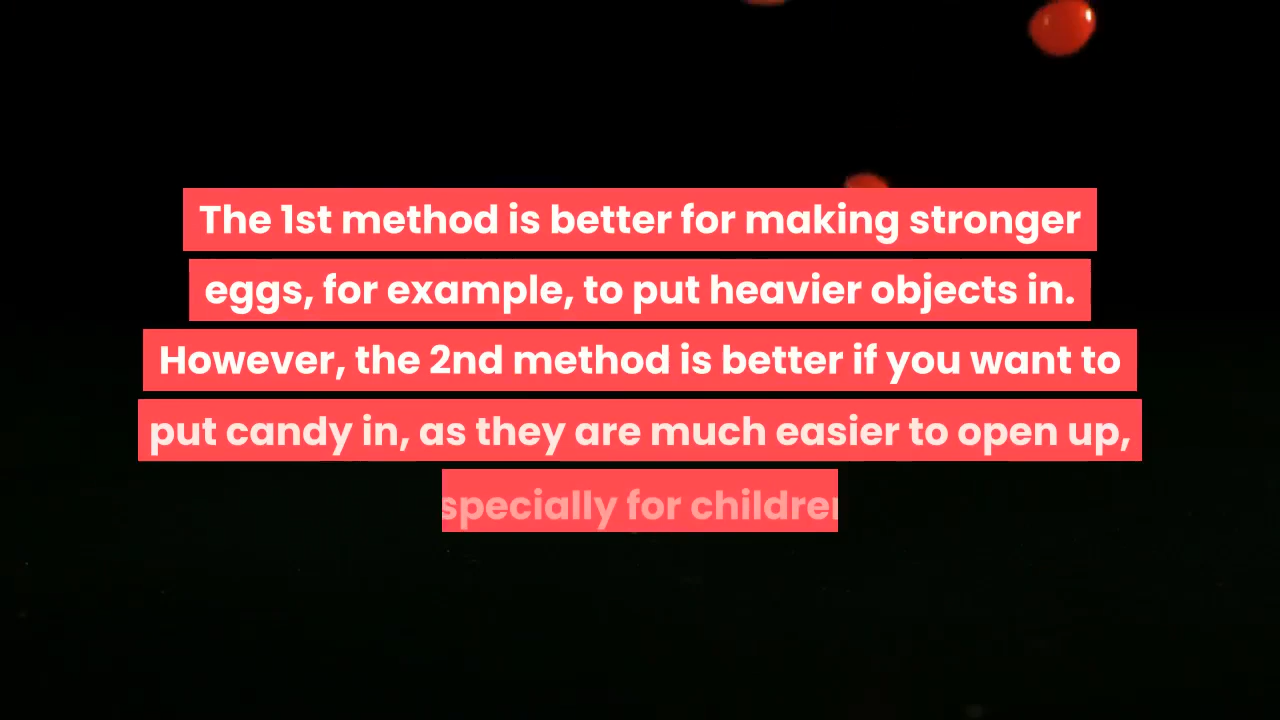 The 1st method is better for making stronger
eggs, for example, to put heavier objects in.
However, the 2nd method is better if you want to
put candy in, as they are much easier to open up,
specially for childre